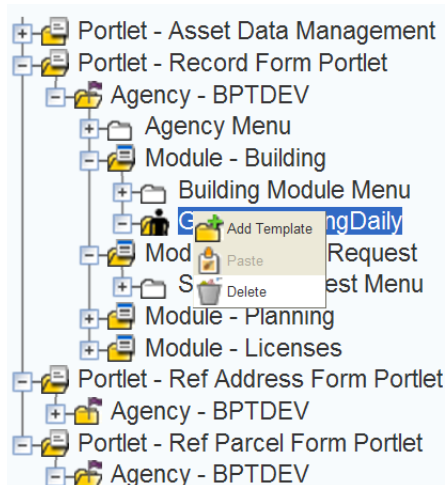 Portlet - Asset Data Management
Portlet - Record Form Portlet
Agency - BPTDEV
Agency Menu
Module - Building
Building Module Menu
G ngDaily
Add Template
Mod Request
Paste
S est Menu
Delete
Module - Planning
Module - Licenses
Portlet - Ref Address Form Portlet
Agency - BPTDEV
Portlet - Ref Parcel Form Portlet
Agency - BPTDEV